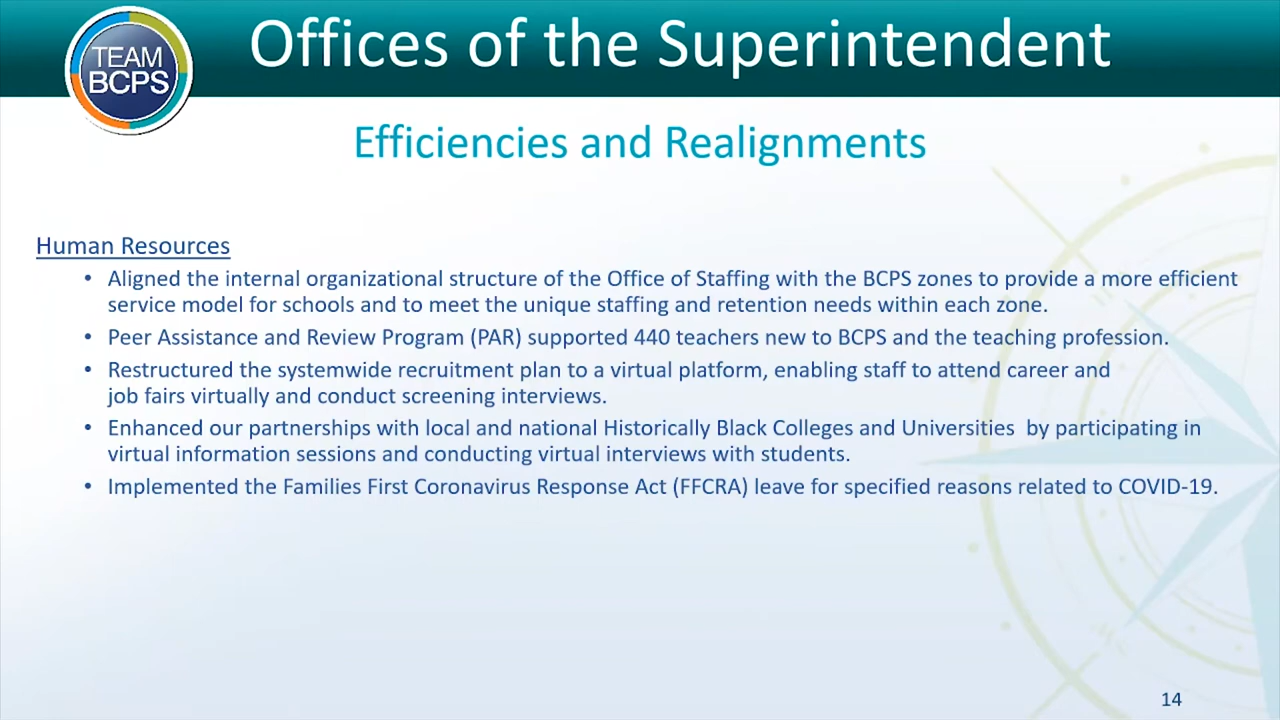 TEAM
BCPS
Offices of the Superintendent
Efficiencies and Realignments
Human Resources
• Aligned the internal organizational structure of the Office of Staffing with the BCPS zones to provide a more efficient
service model for schools and to meet the unique staffing and retention needs within each zone.
• Peer Assistance and Review Program (PAR) supported 440 teachers new to BCPS and the teaching profession.
• Restructured the systemwide recruitment plan to a virtual platform, enabling staff to attend career and
job fairs virtually and conduct screening interviews.
• Enhanced our partnerships with local and national Historically Black Colleges and Universities  by participating in
virtual information sessions and conducting virtual interviews with students.
• Implemented the Families First Coronavirus Response Act (FFCRA) leave for specified reasons related to COVID-19.
14